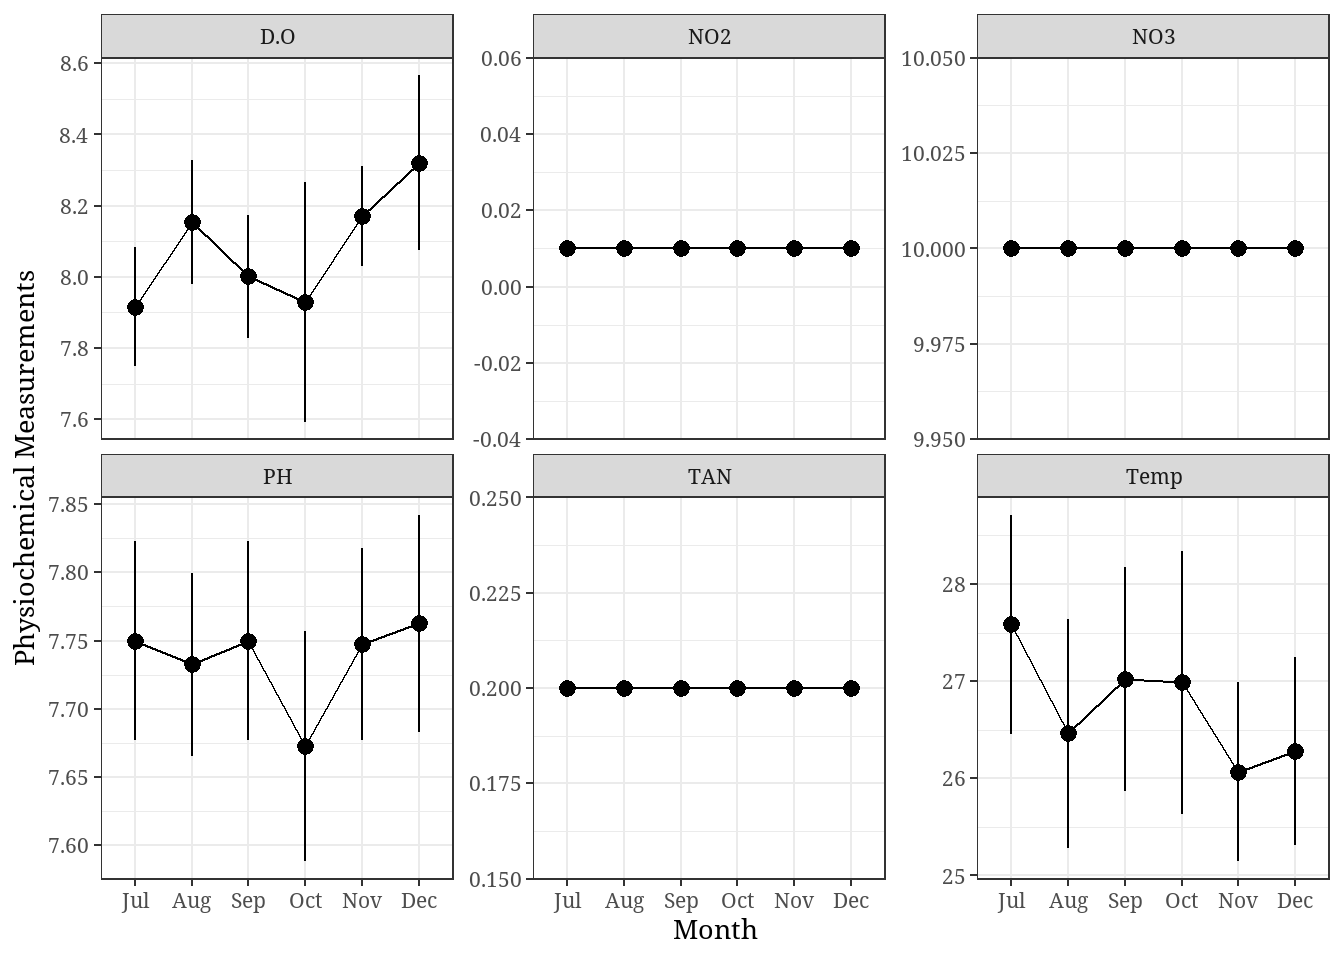 D.O
NO2
NO3
8.6
8.4
8.2
8.0
7.8
7.6
0.06
0.04
0.02
0.00
-0.02
-0.04
10.050
10.025
10.000
9.975
9.950
PH
TAN
Temp
7.85
7.80
7.75
7.70
7.65
7.60
0.250
0.225
0.200
0.175
0.150
28
27
26
25
Jul Aug Sep Oct Nov Dec
Jul Aug Sep Oct Nov Dec
Jul Aug Sep Oct Nov Dec
Month
Physiochemical Measurements